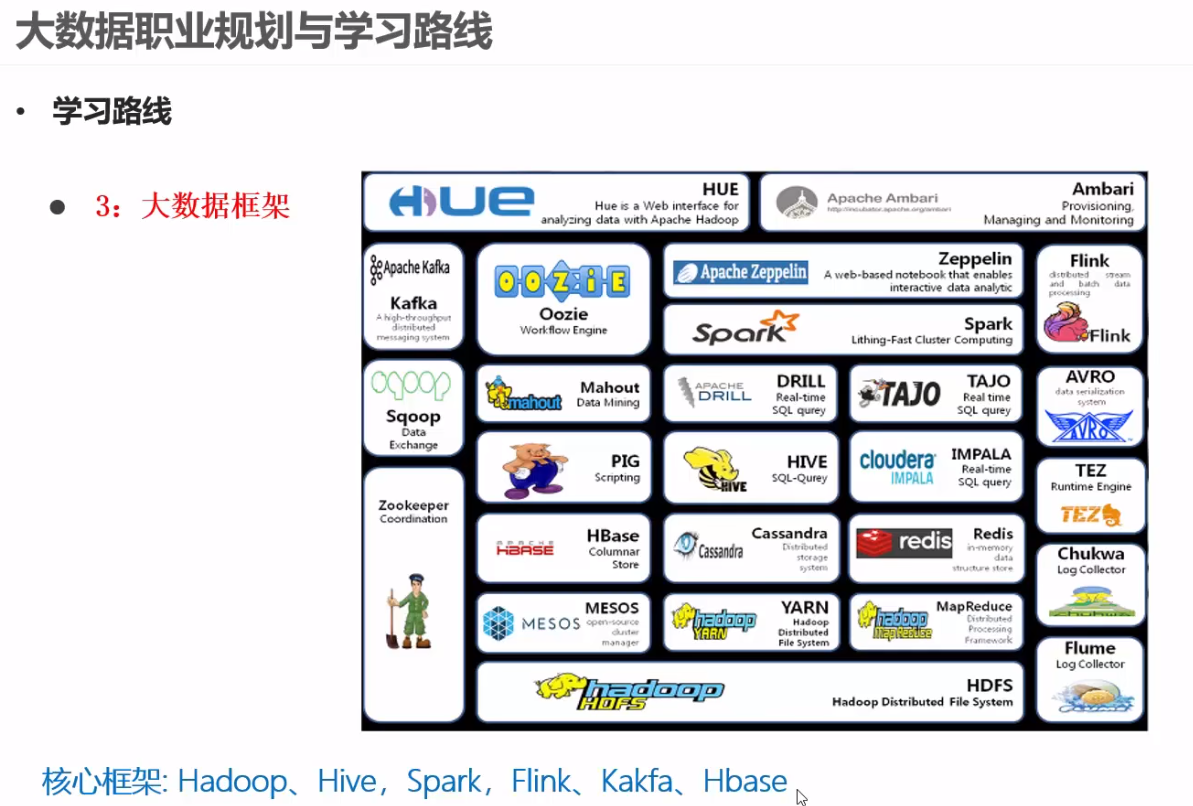 大数据职业规划与学习路线
• 学习路线
● 3：大数据框架
HUE
HUE
Hue is a Web interface for
analyzing data with Apache Hadoop
Apache Ambari
http://incubator.apache.org/ambari
Ambari
Provisioning,
Managing and Monitoring
Apache Kafka
Kafka
A high-throughput
distributed
messaging system
OOZIE
Oozie
Workflow Engine
Apache Zeppelin
Zeppelin
A web-based notebook that enables
interactive data analytic
Spark
Spark
Lithing-Fast Cluster Computing
Flink
distributed stream
and batch data
processing
Flink
sqoop
Sqoop
Data
Exchange
mahout
Mahout
Data Mining
APACHE
DRILL
DRILL
Real-time
SQL qurey
TAJO
TAJO
Real time
SQL qurey
AVRO
data serialization
system
AVRO
PIG
Scripting
HIVE
HIVE
SQL-Qurey
cloudera
IMPALA
IMPALA
Real-time
SQL query
TEZ
Runtime Engine
TEZ
Zookeeper
Coordination
APACHE
HBASE
HBase
Columnar
Store
Cassandra
Cassandra
Distributed
storage
system
redis
Redis
in-memory
data
structure store
Chukwa
Log Collector
MESOS
MESOS
open-source
cluster
manager
hadoop
YARN
YARN
Hadoop
Distributed
File System
hadoop
MapReduce
MapReduce
Distributed
Processing
Framework
Flume
Log Collector
hadoop
HDFS
HDFS
Hadoop Distributed File System
核心框架: Hadoop、Hive，Spark，Flink、Kakfa、Hbase